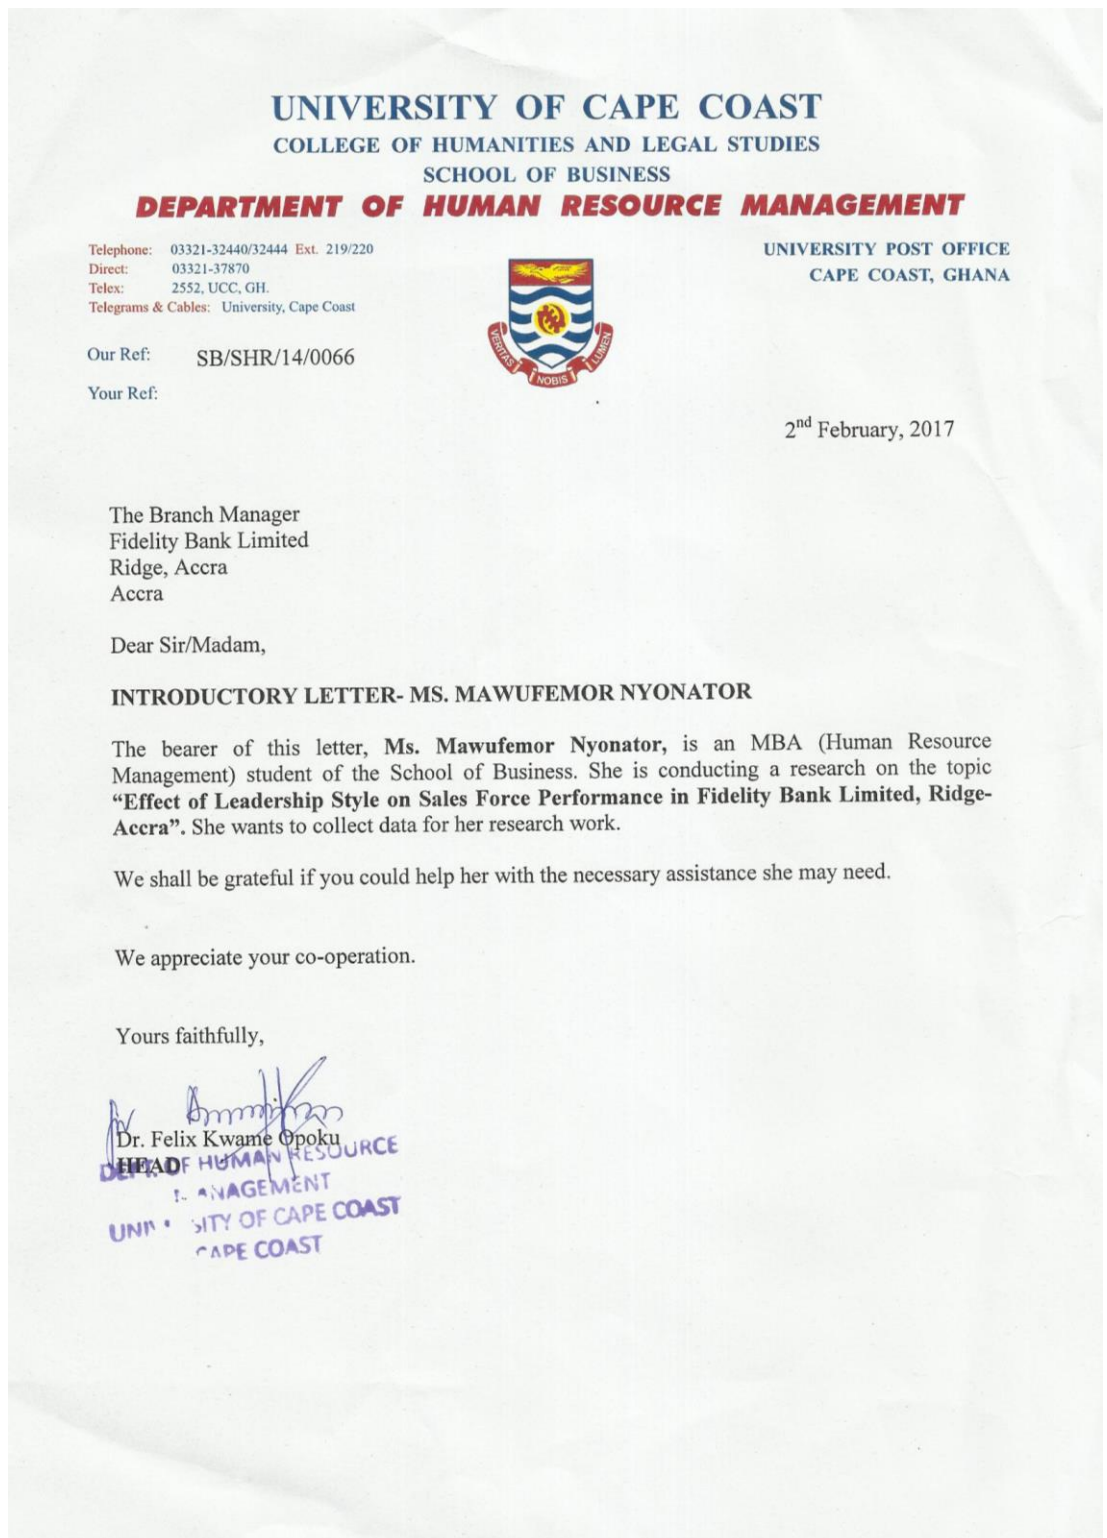 UNIVERSITY OF CAPE COAST
COLLEGE OF HUMANITIES AND LEGAL STUDIES
SCHOOL OF BUSINESS
DEPARTMENT OF HUMAN RESOURCE MANAGEMENT
Telephone: 03321-32440/32444 Ext. 219/220
Direct: 03321-37870
Telex: 2552, UCC, GH.
Telegrams & Cables: University, Cape Coast
UNIVERSITY POST OFFICE
CAPE COAST, GHANA
VERITAS NOBIS LUMEN
Our Ref: SB/SHR/14/0066
Your Ref:
2nd February, 2017
The Branch Manager
Fidelity Bank Limited
Ridge, Accra
Accra
Dear Sir/Madam,
INTRODUCTORY LETTER- MS. MAWUFEMOR NYONATOR
The bearer of this letter, Ms. Mawufemor Nyonator, is an MBA (Human Resource
Management) student of the School of Business. She is conducting a research on the topic
“Effect of Leadership Style on Sales Force Performance in Fidelity Bank Limited, Ridge-
Accra”. She wants to collect data for her research work.
We shall be grateful if you could help her with the necessary assistance she may need.
We appreciate your co-operation.
Yours faithfully,
Dr. Felix Kwame Opoku
HEAD
DEPT. OF HUMAN RESOURCE
MANAGEMENT
UNIVERSITY OF CAPE COAST
CAPE COAST